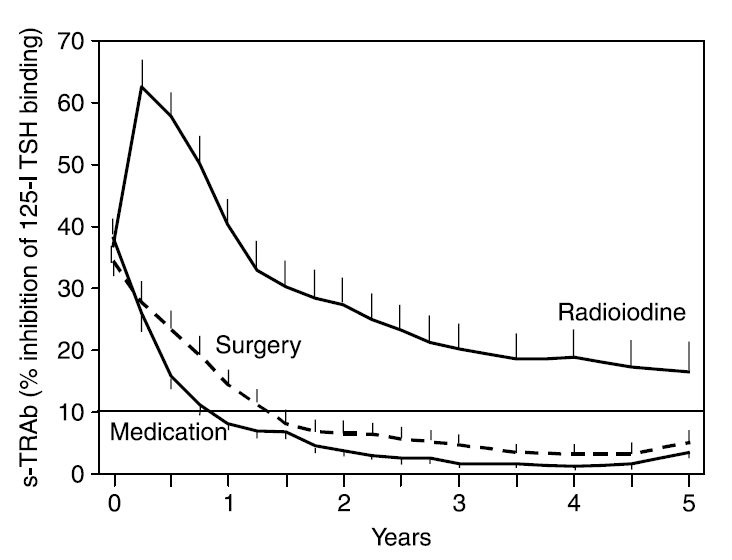 s-TRAb (% inhibition of 125-I TSH binding)
70
60
50
40
30
20
10
0
Radioiodine
Surgery
Medication
0 1 2 3 4 5
Years